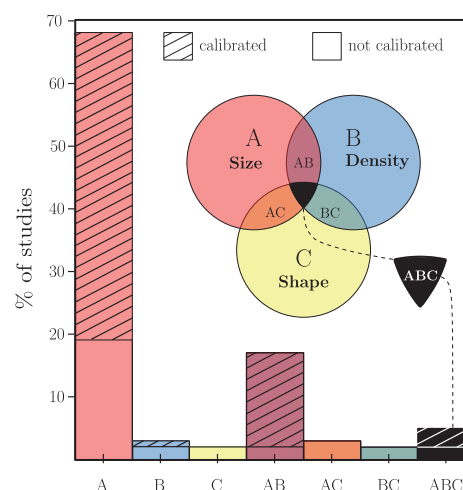 70
60
50
40
30
20
10
% of studies
calibrated
not calibrated
A
Size
B
Density
AB
AC
BC
C
Shape
ABC
A B C AB AC BC ABC